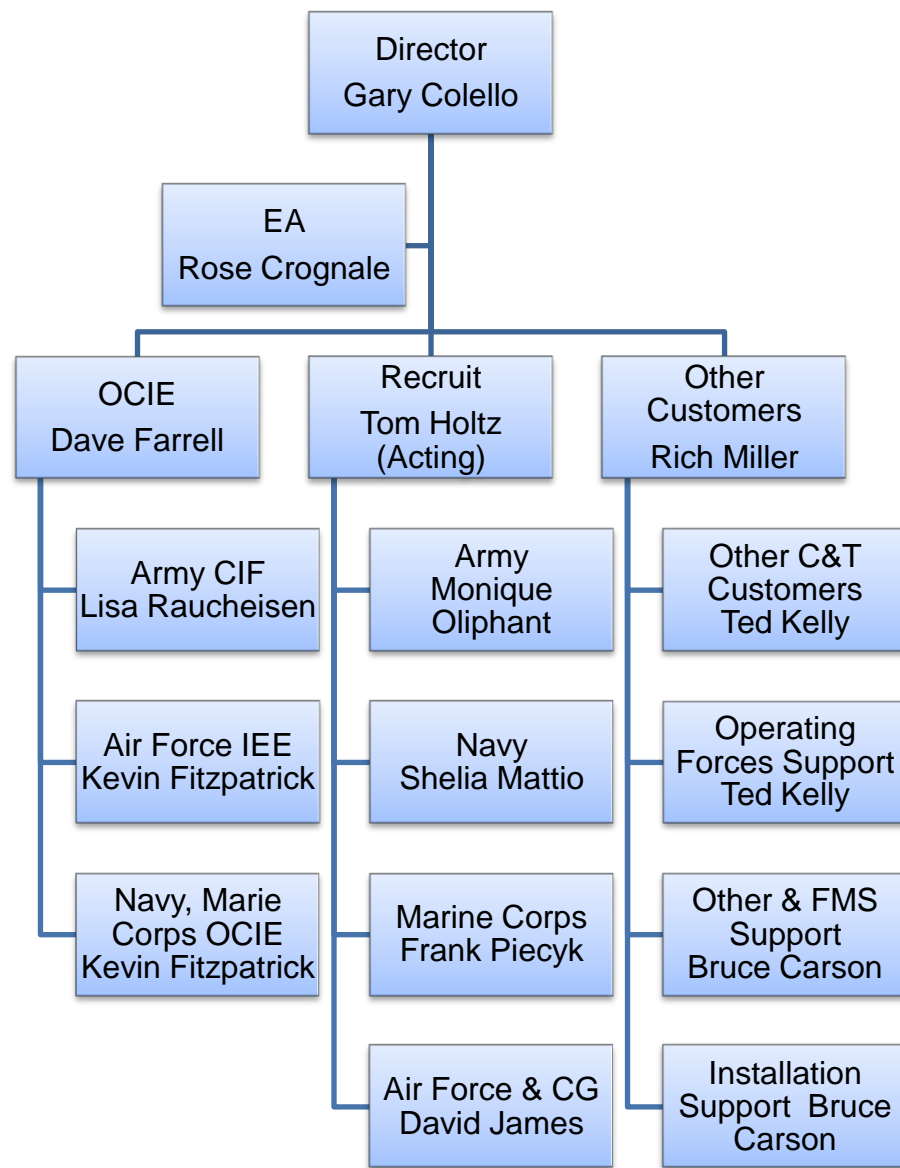 Director
Gary Colello
EA
Rose Crognale
OCIE
Dave Farrell
Recruit
Tom Holtz
(Acting)
Other
Customers
Rich Miller
Army CIF
Lisa Raucheisen
Air Force IEE
Kevin Fitzpatrick
Navy, Marie
Corps OCIE
Kevin Fitzpatrick
Army
Monique
Oliphant
Navy
Shelia Mattio
Marine Corps
Frank Piecyk
Air Force & CG
David James
Other C&T
Customers
Ted Kelly
Operating
Forces Support
Ted Kelly
Other & FMS
Support
Bruce Carson
Installation
Support Bruce
Carson